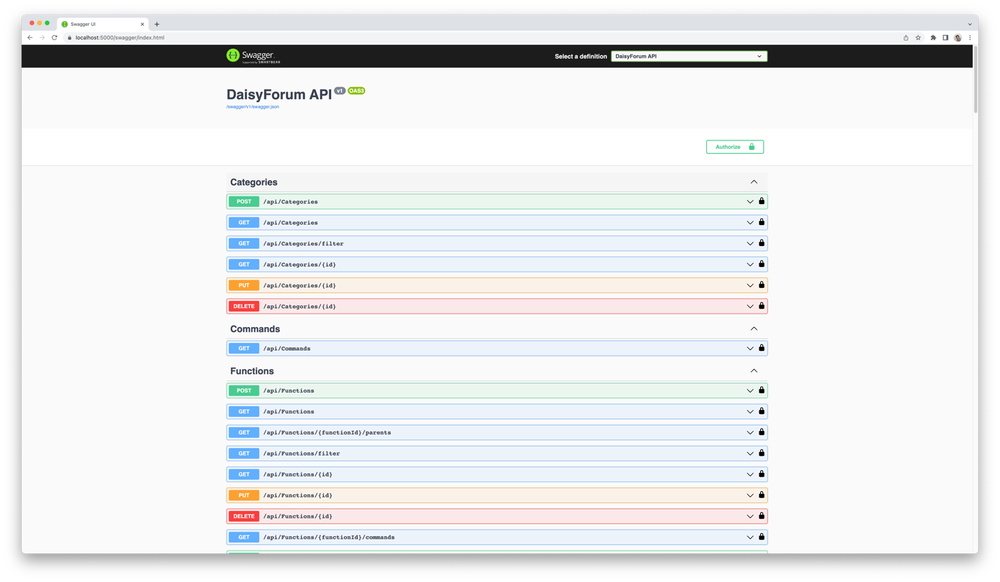 Swagger UI
localhost:5000/swagger/index.html
Swagger.
Supported by SMARTBEAR
Select a definition
DaisyForum API
DaisyForum API v1 OAS3
/swagger/v1/swagger.json
Authorize
Categories
POST /api/Categories
GET /api/Categories
GET /api/Categories/filter
GET /api/Categories/{id}
PUT /api/Categories/{id}
DELETE /api/Categories/{id}
Commands
GET /api/Commands
Functions
POST /api/Functions
GET /api/Functions
GET /api/Functions/{functionId}/parents
GET /api/Functions/filter
GET /api/Functions/{id}
PUT /api/Functions/{id}
DELETE /api/Functions/{id}
GET /api/Functions/{functionId}/commands